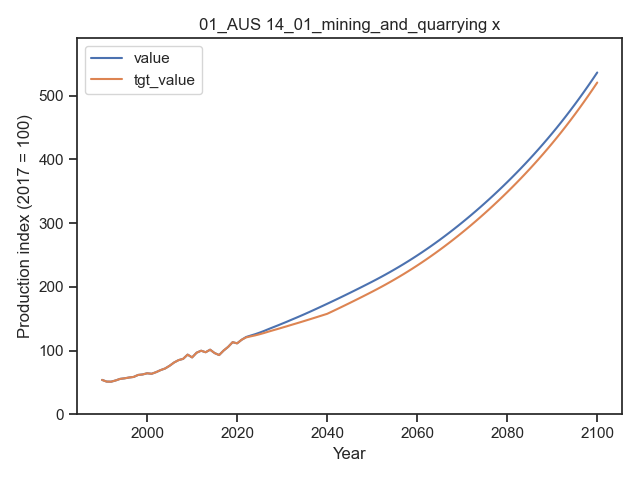 01_AUS 14_01_mining_and_quarrying x
value
tgt_value
Production index (2017 = 100)
500
400
300
200
100
0
2000 2020 2040 2060 2080 2100
Year